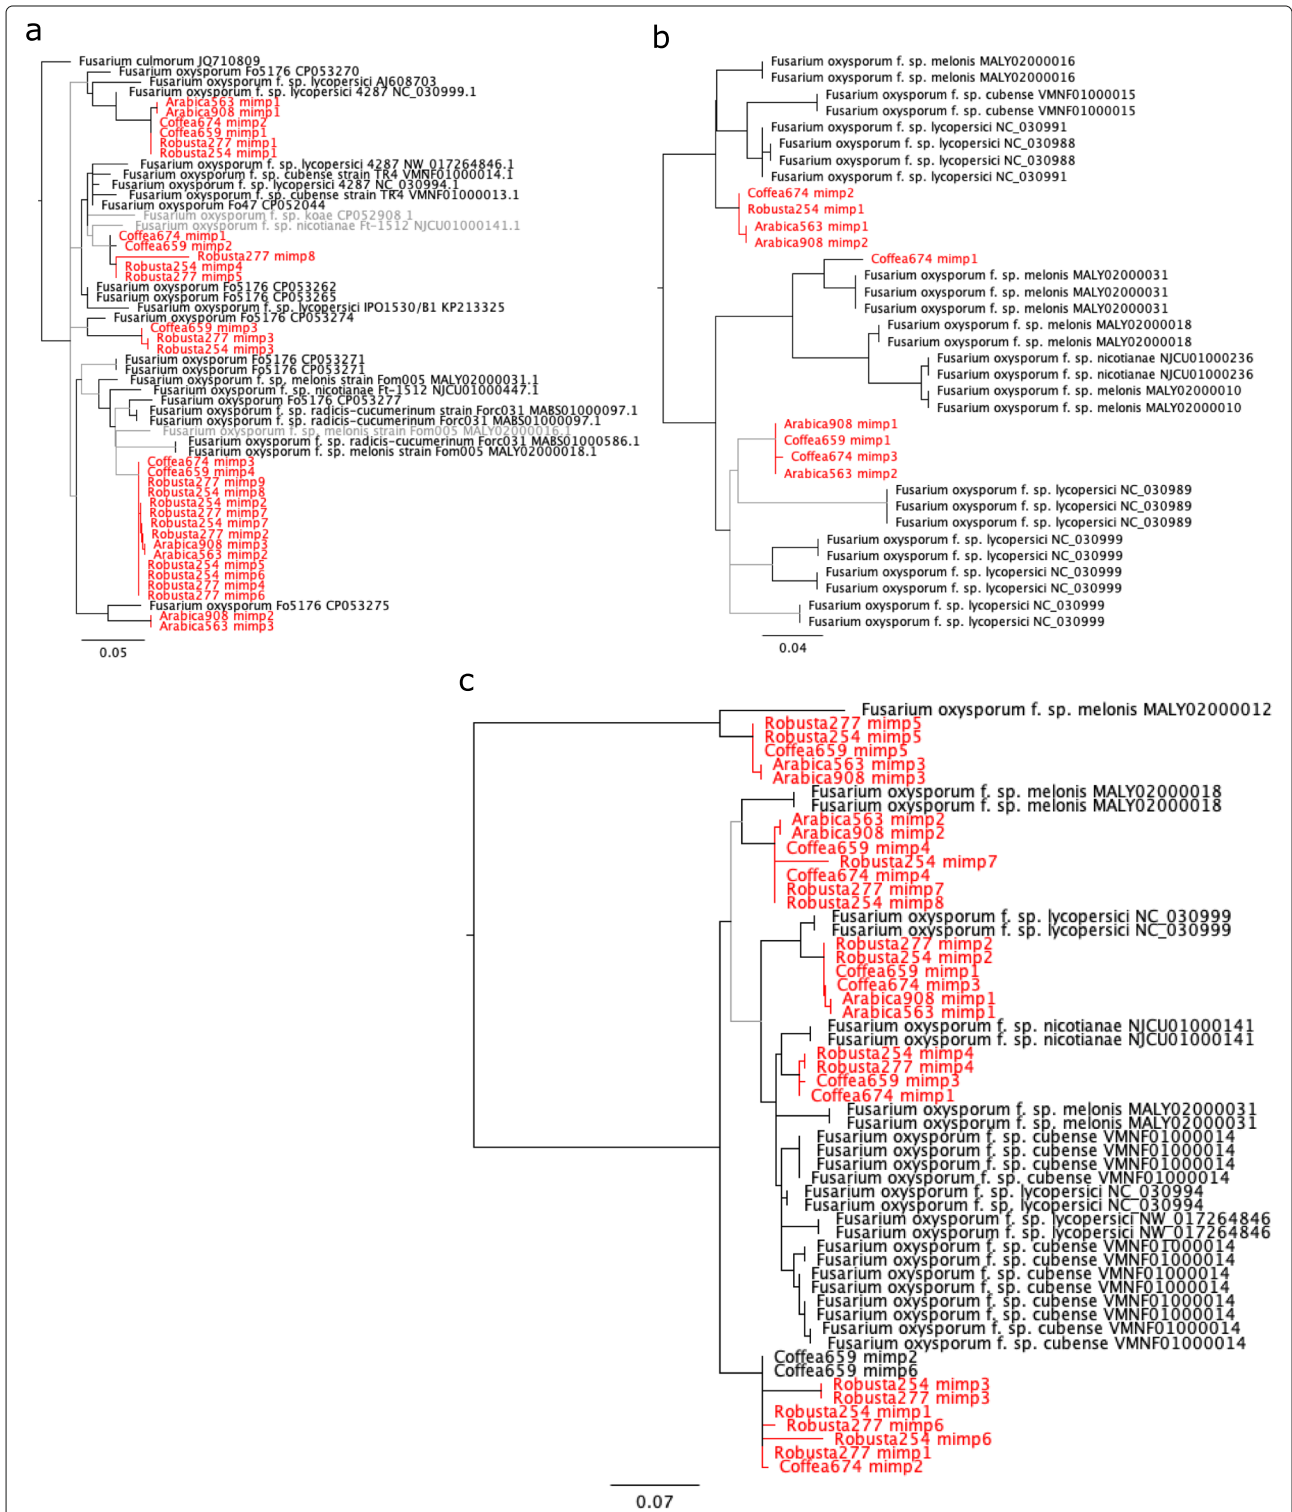 a
Fusarium culmorum JQ710809
Fusarium oxysporum Fo5176 CP053270
Fusarium oxysporum f. sp. lycopersici AJ608703
Fusarium oxysporum f. sp. lycopersici 4287 NC_030999.1
Arabica563 mimp1
Arabica908 mimp1
Coffea674 mimp2
Coffea659 mimp1
Robusta277 mimp1
Robusta254 mimp1
Fusarium oxysporum f. sp. lycopersici 4287 NW_017264846.1
Fusarium oxysporum f. sp. cubense strain TR4 VMNF01000014.1
Fusarium oxysporum f. sp. lycopersici 4287 NC_030994.1
Fusarium oxysporum f. sp. cubense strain TR4 VMNF01000013.1
Fusarium oxysporum Fo47 CP052044
Fusarium oxysporum f. sp. koae CP052908 1
Fusarium oxysporum f. sp. nicotianae Ft-1512 NJCU01000141.1
Coffea674 mimp1
Coffea659 mimp2
Robusta277 mimp8
Robusta254 mimp4
Robusta277 mimp5
Fusarium oxysporum Fo5176 CP053262
Fusarium oxysporum Fo5176 CP053265
Fusarium oxysporum f. sp. lycopersici IPO1530/B1 KP213325
Fusarium oxysporum Fo5176 CP053274
Coffea659 mimp3
Robusta277 mimp3
Robusta254 mimp3
Fusarium oxysporum Fo5176 CP053271
Fusarium oxysporum Fo5176 CP053271
Fusarium oxysporum f. sp. melonis strain Fom005 MALY02000031.1
Fusarium oxysporum f. sp. nicotianae Ft-1512 NJCU01000447.1
Fusarium oxysporum Fo5176 CP053277
Fusarium oxysporum f. sp. radicis-cucumerinum strain Forc031 MABS01000097.1
Fusarium oxysporum f. sp. radicis-cucumerinum strain Forc031 MABS01000097.1
Fusarium oxysporum f. sp. melonis strain Fom005 MALY02000016.1
Fusarium oxysporum f. sp. radicis-cucumerinum Forc031 MABS01000586.1
Fusarium oxysporum f. sp. melonis strain Fom005 MALY02000018.1
Coffea674 mimp3
Coffea659 mimp4
Robusta277 mimp9
Robusta254 mimp8
Robusta254 mimp2
Robusta277 mimp7
Robusta254 mimp7
Robusta277 mimp2
Arabica908 mimp3
Arabica563 mimp2
Robusta254 mimp5
Robusta254 mimp6
Robusta277 mimp4
Robusta277 mimp6
Fusarium oxysporum Fo5176 CP053275
Arabica908 mimp2
Arabica563 mimp3
0.05
b
Fusarium oxysporum f. sp. melonis MALY02000016
Fusarium oxysporum f. sp. melonis MALY02000016
Fusarium oxysporum f. sp. cubense VMNF01000015
Fusarium oxysporum f. sp. cubense VMNF01000015
Fusarium oxysporum f. sp. lycopersici NC_030991
Fusarium oxysporum f. sp. lycopersici NC_030988
Fusarium oxysporum f. sp. lycopersici NC_030988
Fusarium oxysporum f. sp. lycopersici NC_030991
Coffea674 mimp2
Robusta254 mimp1
Arabica563 mimp1
Arabica908 mimp2
Coffea674 mimp1
Fusarium oxysporum f. sp. melonis MALY02000031
Fusarium oxysporum f. sp. melonis MALY02000031
Fusarium oxysporum f. sp. melonis MALY02000031
Fusarium oxysporum f. sp. melonis MALY02000018
Fusarium oxysporum f. sp. melonis MALY02000018
Fusarium oxysporum f. sp. nicotianae NJCU01000236
Fusarium oxysporum f. sp. nicotianae NJCU01000236
Fusarium oxysporum f. sp. melonis MALY02000010
Fusarium oxysporum f. sp. melonis MALY02000010
Arabica908 mimp1
Coffea659 mimp1
Coffea674 mimp3
Arabica563 mimp2
Fusarium oxysporum f. sp. lycopersici NC_030989
Fusarium oxysporum f. sp. lycopersici NC_030989
Fusarium oxysporum f. sp. lycopersici NC_030989
Fusarium oxysporum f. sp. lycopersici NC_030999
Fusarium oxysporum f. sp. lycopersici NC_030999
Fusarium oxysporum f. sp. lycopersici NC_030999
Fusarium oxysporum f. sp. lycopersici NC_030999
Fusarium oxysporum f. sp. lycopersici NC_030999
Fusarium oxysporum f. sp. lycopersici NC_030999
0.04
c
Fusarium oxysporum f. sp. melonis MALY02000012
Robusta277 mimp5
Robusta254 mimp5
Coffea659 mimp5
Arabica563 mimp3
Arabica908 mimp3
Fusarium oxysporum f. sp. melonis MALY02000018
Fusarium oxysporum f. sp. melonis MALY02000018
Arabica563 mimp2
Arabica908 mimp2
Coffea659 mimp4
Robusta254 mimp7
Coffea674 mimp4
Robusta277 mimp7
Robusta254 mimp8
Fusarium oxysporum f. sp. lycopersici NC_030999
Fusarium oxysporum f. sp. lycopersici NC_030999
Robusta277 mimp2
Robusta254 mimp2
Coffea659 mimp1
Coffea674 mimp3
Arabica908 mimp1
Arabica563 mimp1
Fusarium oxysporum f. sp. nicotianae NJCU01000141
Fusarium oxysporum f. sp. nicotianae NJCU01000141
Robusta254 mimp4
Robusta277 mimp4
Coffea659 mimp3
Coffea674 mimp1
Fusarium oxysporum f. sp. melonis MALY02000031
Fusarium oxysporum f. sp. melonis MALY02000031
Fusarium oxysporum f. sp. cubense VMNF01000014
Fusarium oxysporum f. sp. cubense VMNF01000014
Fusarium oxysporum f. sp. cubense VMNF01000014
Fusarium oxysporum f. sp. cubense VMNF01000014
Fusarium oxysporum f. sp. lycopersici NC_030994
Fusarium oxysporum f. sp. lycopersici NC_030994
Fusarium oxysporum f. sp. lycopersici NW_017264846
Fusarium oxysporum f. sp. lycopersici NW_017264846
Fusarium oxysporum f. sp. cubense VMNF01000014
Fusarium oxysporum f. sp. cubense VMNF01000014
Fusarium oxysporum f. sp. cubense VMNF01000014
Fusarium oxysporum f. sp. cubense VMNF01000014
Fusarium oxysporum f. sp. cubense VMNF01000014
Fusarium oxysporum f. sp. cubense VMNF01000014
Fusarium oxysporum f. sp. cubense VMNF01000014
Fusarium oxysporum f. sp. cubense VMNF01000014
Coffea659 mimp2
Coffea659 mimp6
Robusta254 mimp3
Robusta277 mimp3
Robusta254 mimp1
Robusta277 mimp6
Robusta254 mimp6
Robusta277 mimp1
Coffea674 mimp2
0.07